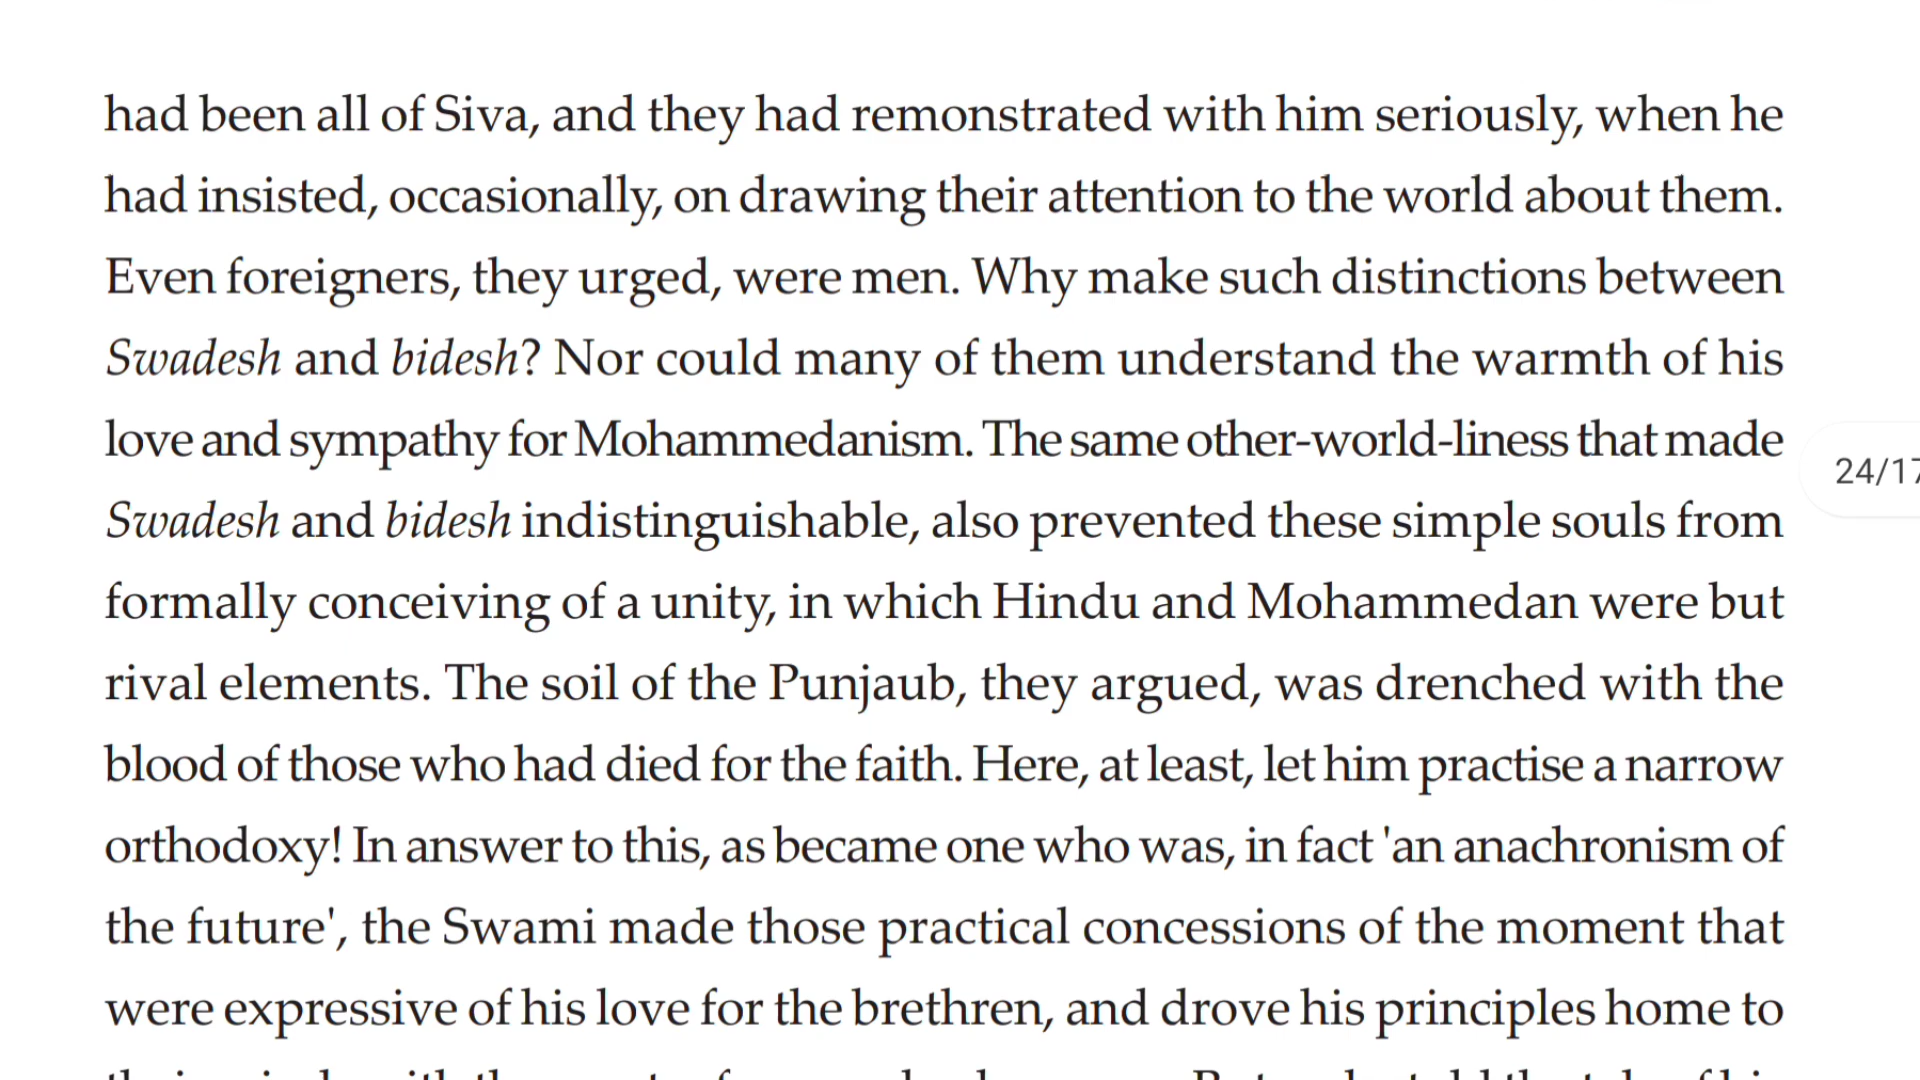 had been all of Siva, and they had remonstrated with him seriously, when he
had insisted, occasionally, on drawing their attention to the world about them.
Even foreigners, they urged, were men. Why make such distinctions between
Swadesh and bidesh? Nor could many of them understand the warmth of his
love and sympathy for Mohammedanism. The same other-world-liness that made
Swadesh and bidesh indistinguishable, also prevented these simple souls from
formally conceiving of a unity, in which Hindu and Mohammedan were but
rival elements. The soil of the Punjaub, they argued, was drenched with the
blood of those who had died for the faith. Here, at least, let him practise a narrow
orthodoxy! In answer to this, as became one who was, in fact 'an anachronism of
the future', the Swami made those practical concessions of the moment that
were expressive of his love for the brethren, and drove his principles home to
24/17